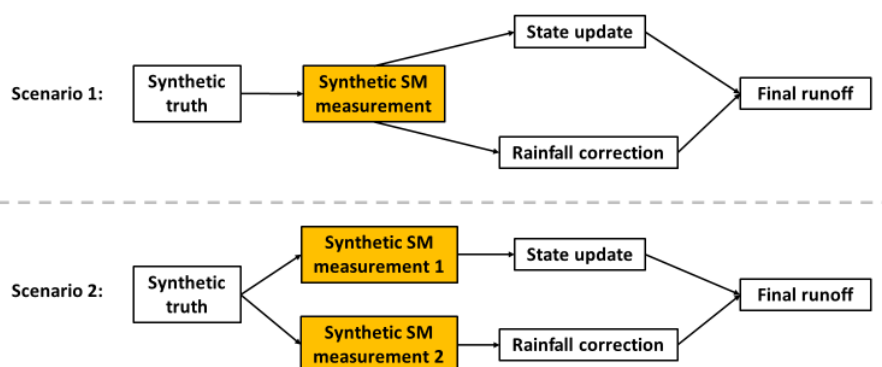 State update
Scenario 1:
Synthetic
truth
Synthetic SM
measurement
Final runoff
Rainfall correction
Scenario 2:
Synthetic
truth
Synthetic SM
measurement 1
State update
Final runoff
Synthetic SM
measurement 2
Rainfall correction